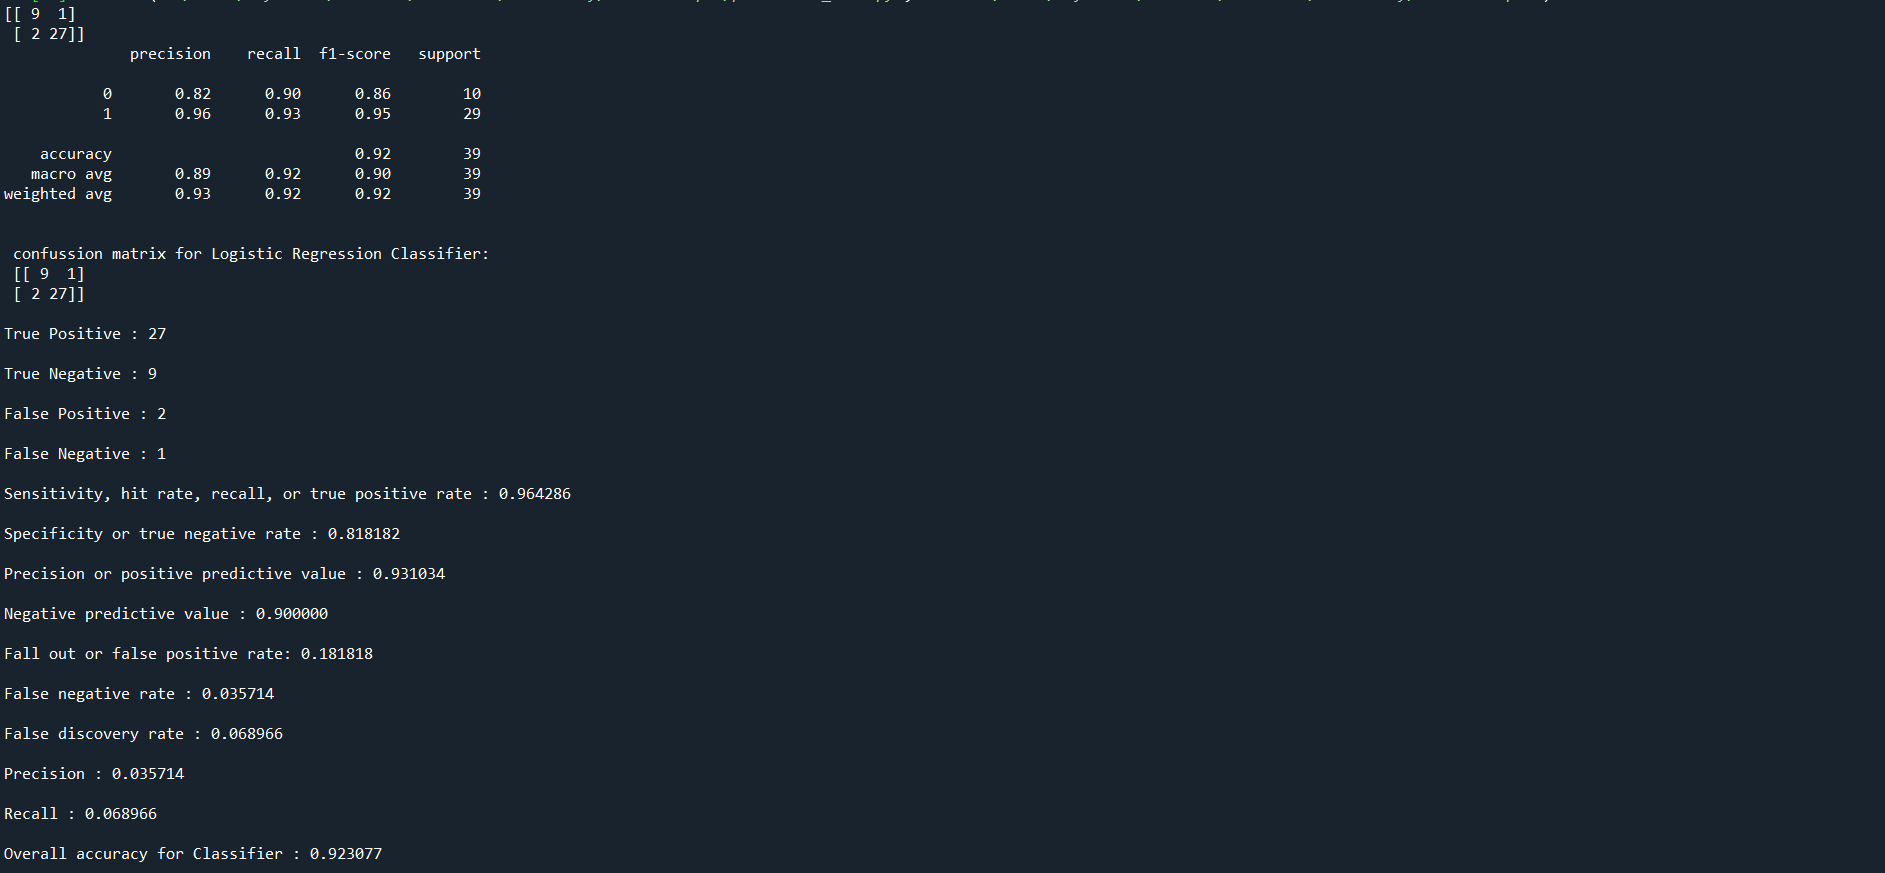 [[ 9  1]
 [ 2 27]]
              precision    recall  f1-score   support

           0       0.82      0.90      0.86        10
           1       0.96      0.93      0.95        29

    accuracy                           0.92        39
   macro avg       0.89      0.92      0.90        39
weighted avg       0.93      0.92      0.92        39

 confussion matrix for Logistic Regression Classifier:
 [[ 9  1]
 [ 2 27]]
True Positive : 27
True Negative : 9
False Positive : 2
False Negative : 1
Sensitivity, hit rate, recall, or true positive rate : 0.964286
Specificity or true negative rate : 0.818182
Precision or positive predictive value : 0.931034
Negative predictive value : 0.900000
Fall out or false positive rate: 0.181818
False negative rate : 0.035714
False discovery rate : 0.068966
Precision : 0.035714
Recall : 0.068966
Overall accuracy for Classifier : 0.923077